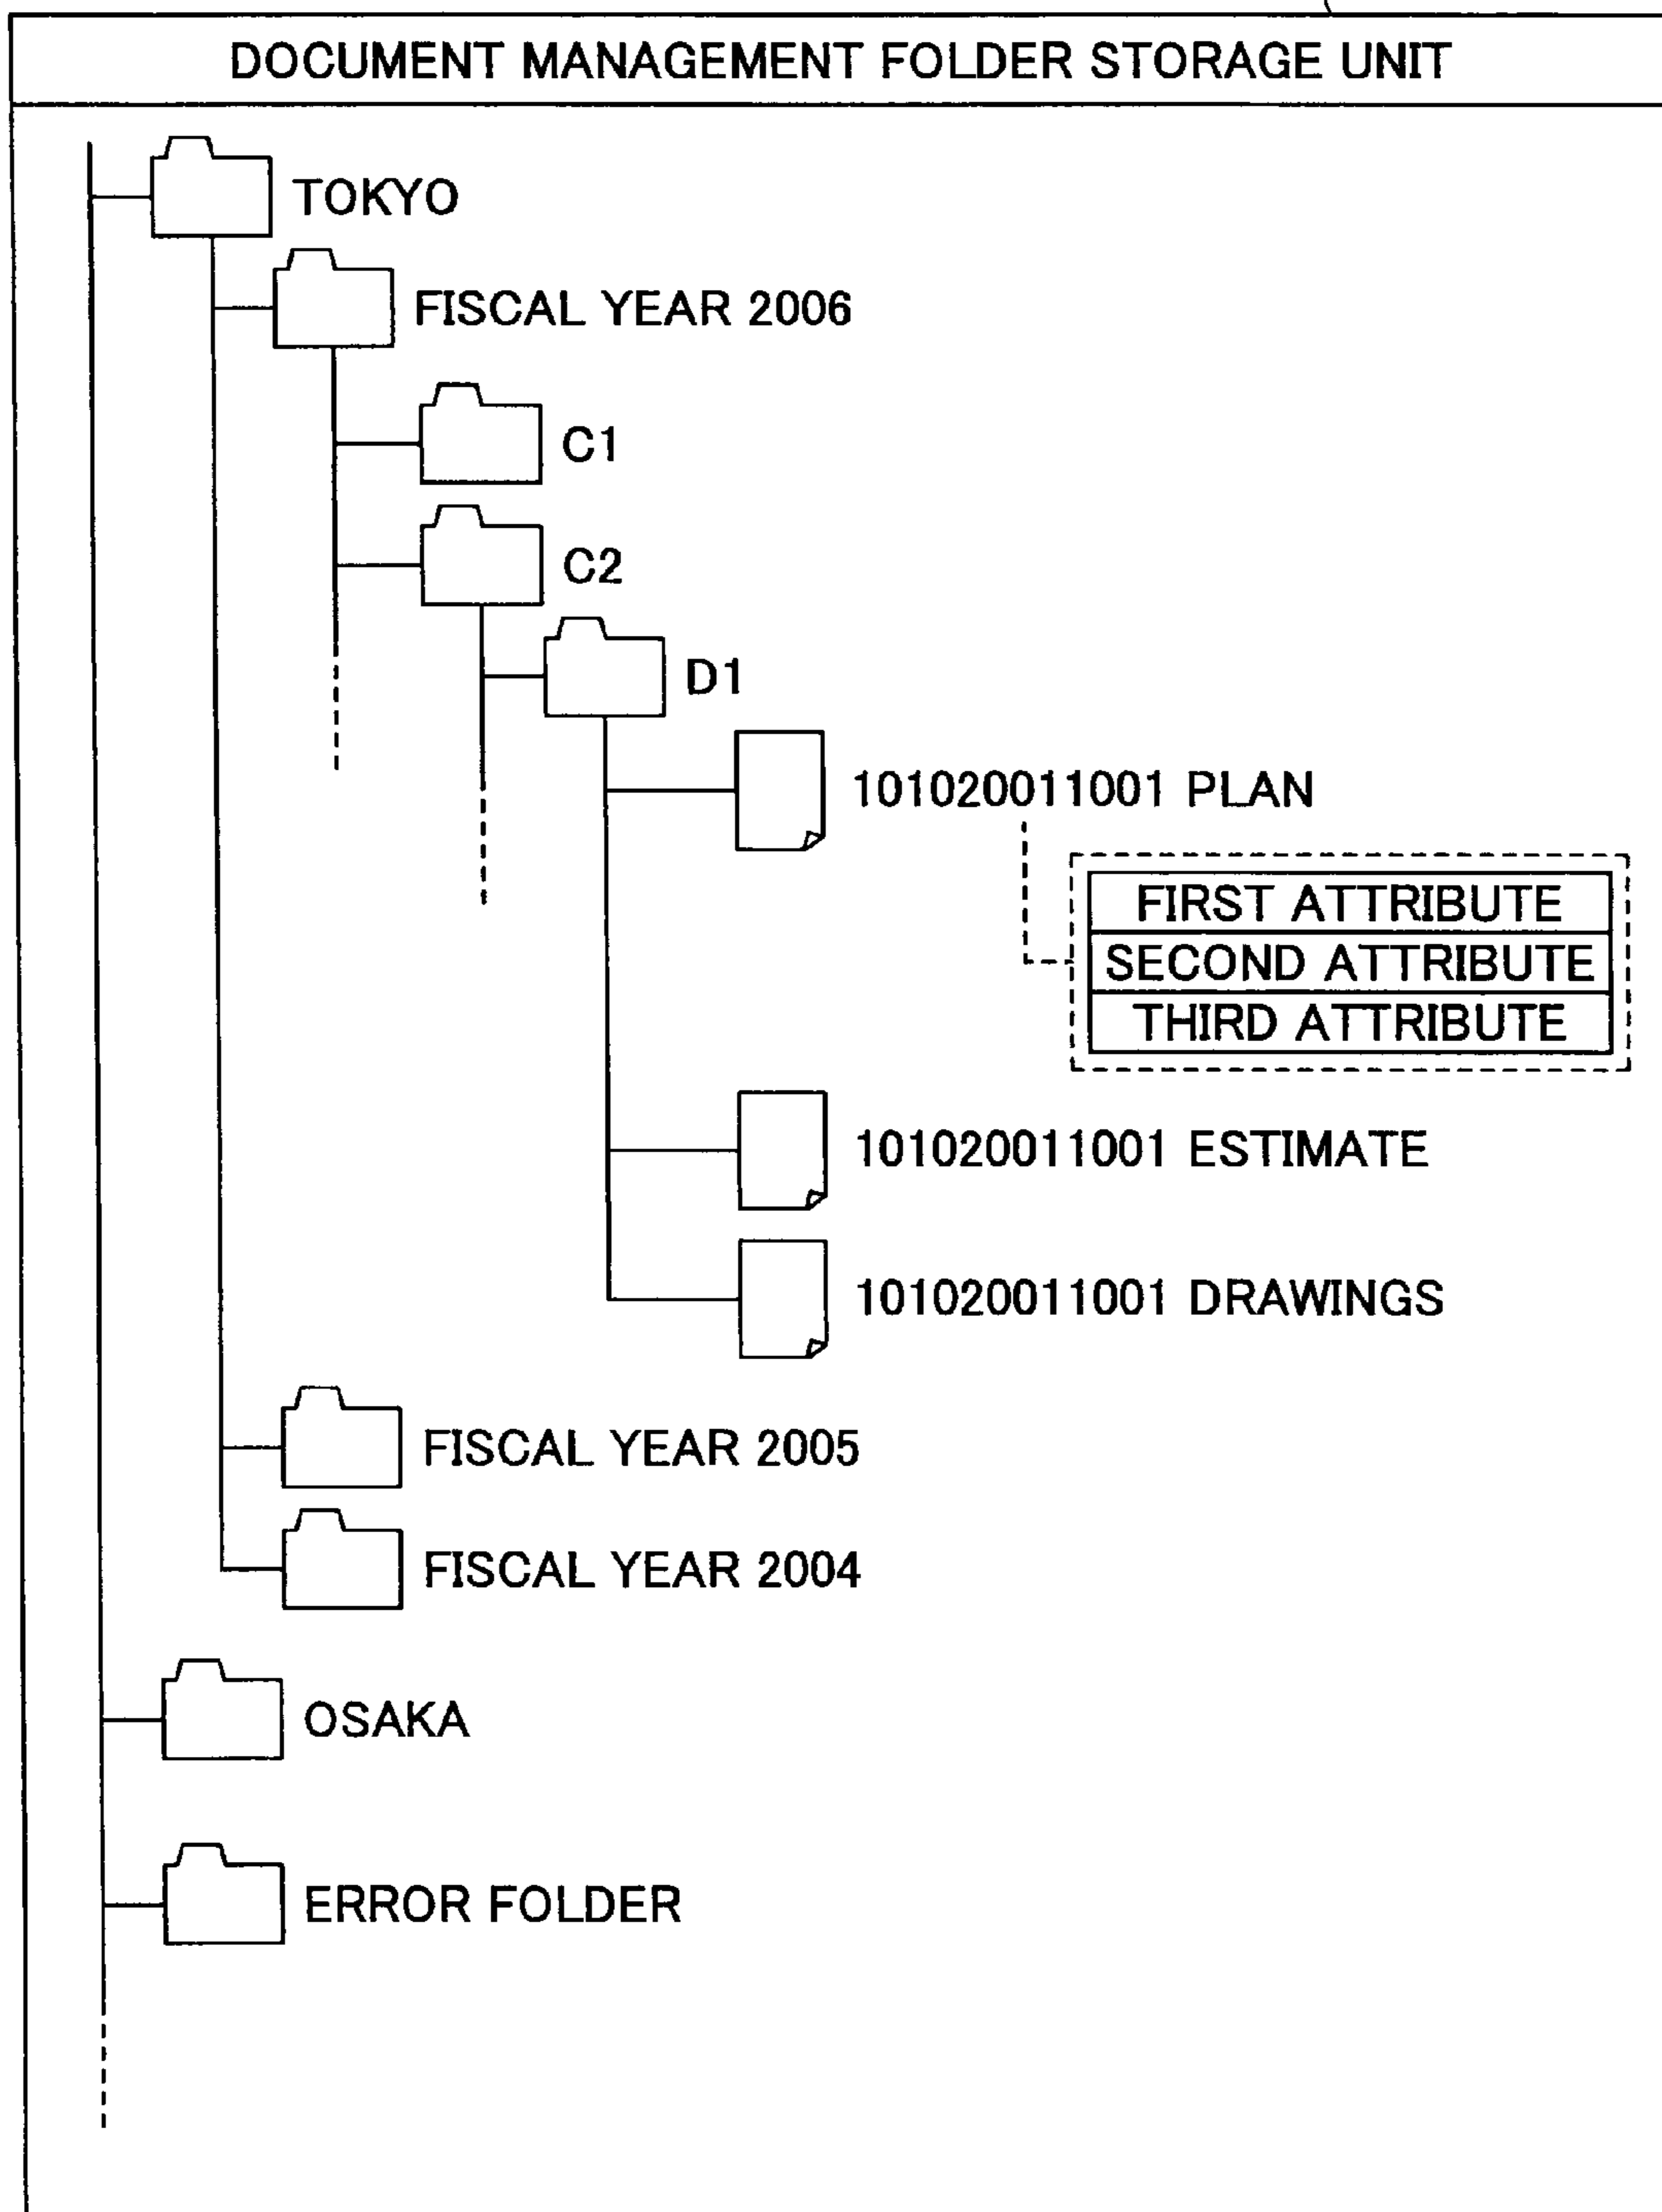 DOCUMENT MANAGEMENT FOLDER STORAGE UNIT
TOKYO
FISCAL YEAR 2006
C1
C2
D1
101020011001 PLAN
FIRST ATTRIBUTE
SECOND ATTRIBUTE
THIRD ATTRIBUTE
101020011001 ESTIMATE
101020011001 DRAWINGS
FISCAL YEAR 2005
FISCAL YEAR 2004
OSAKA
ERROR FOLDER